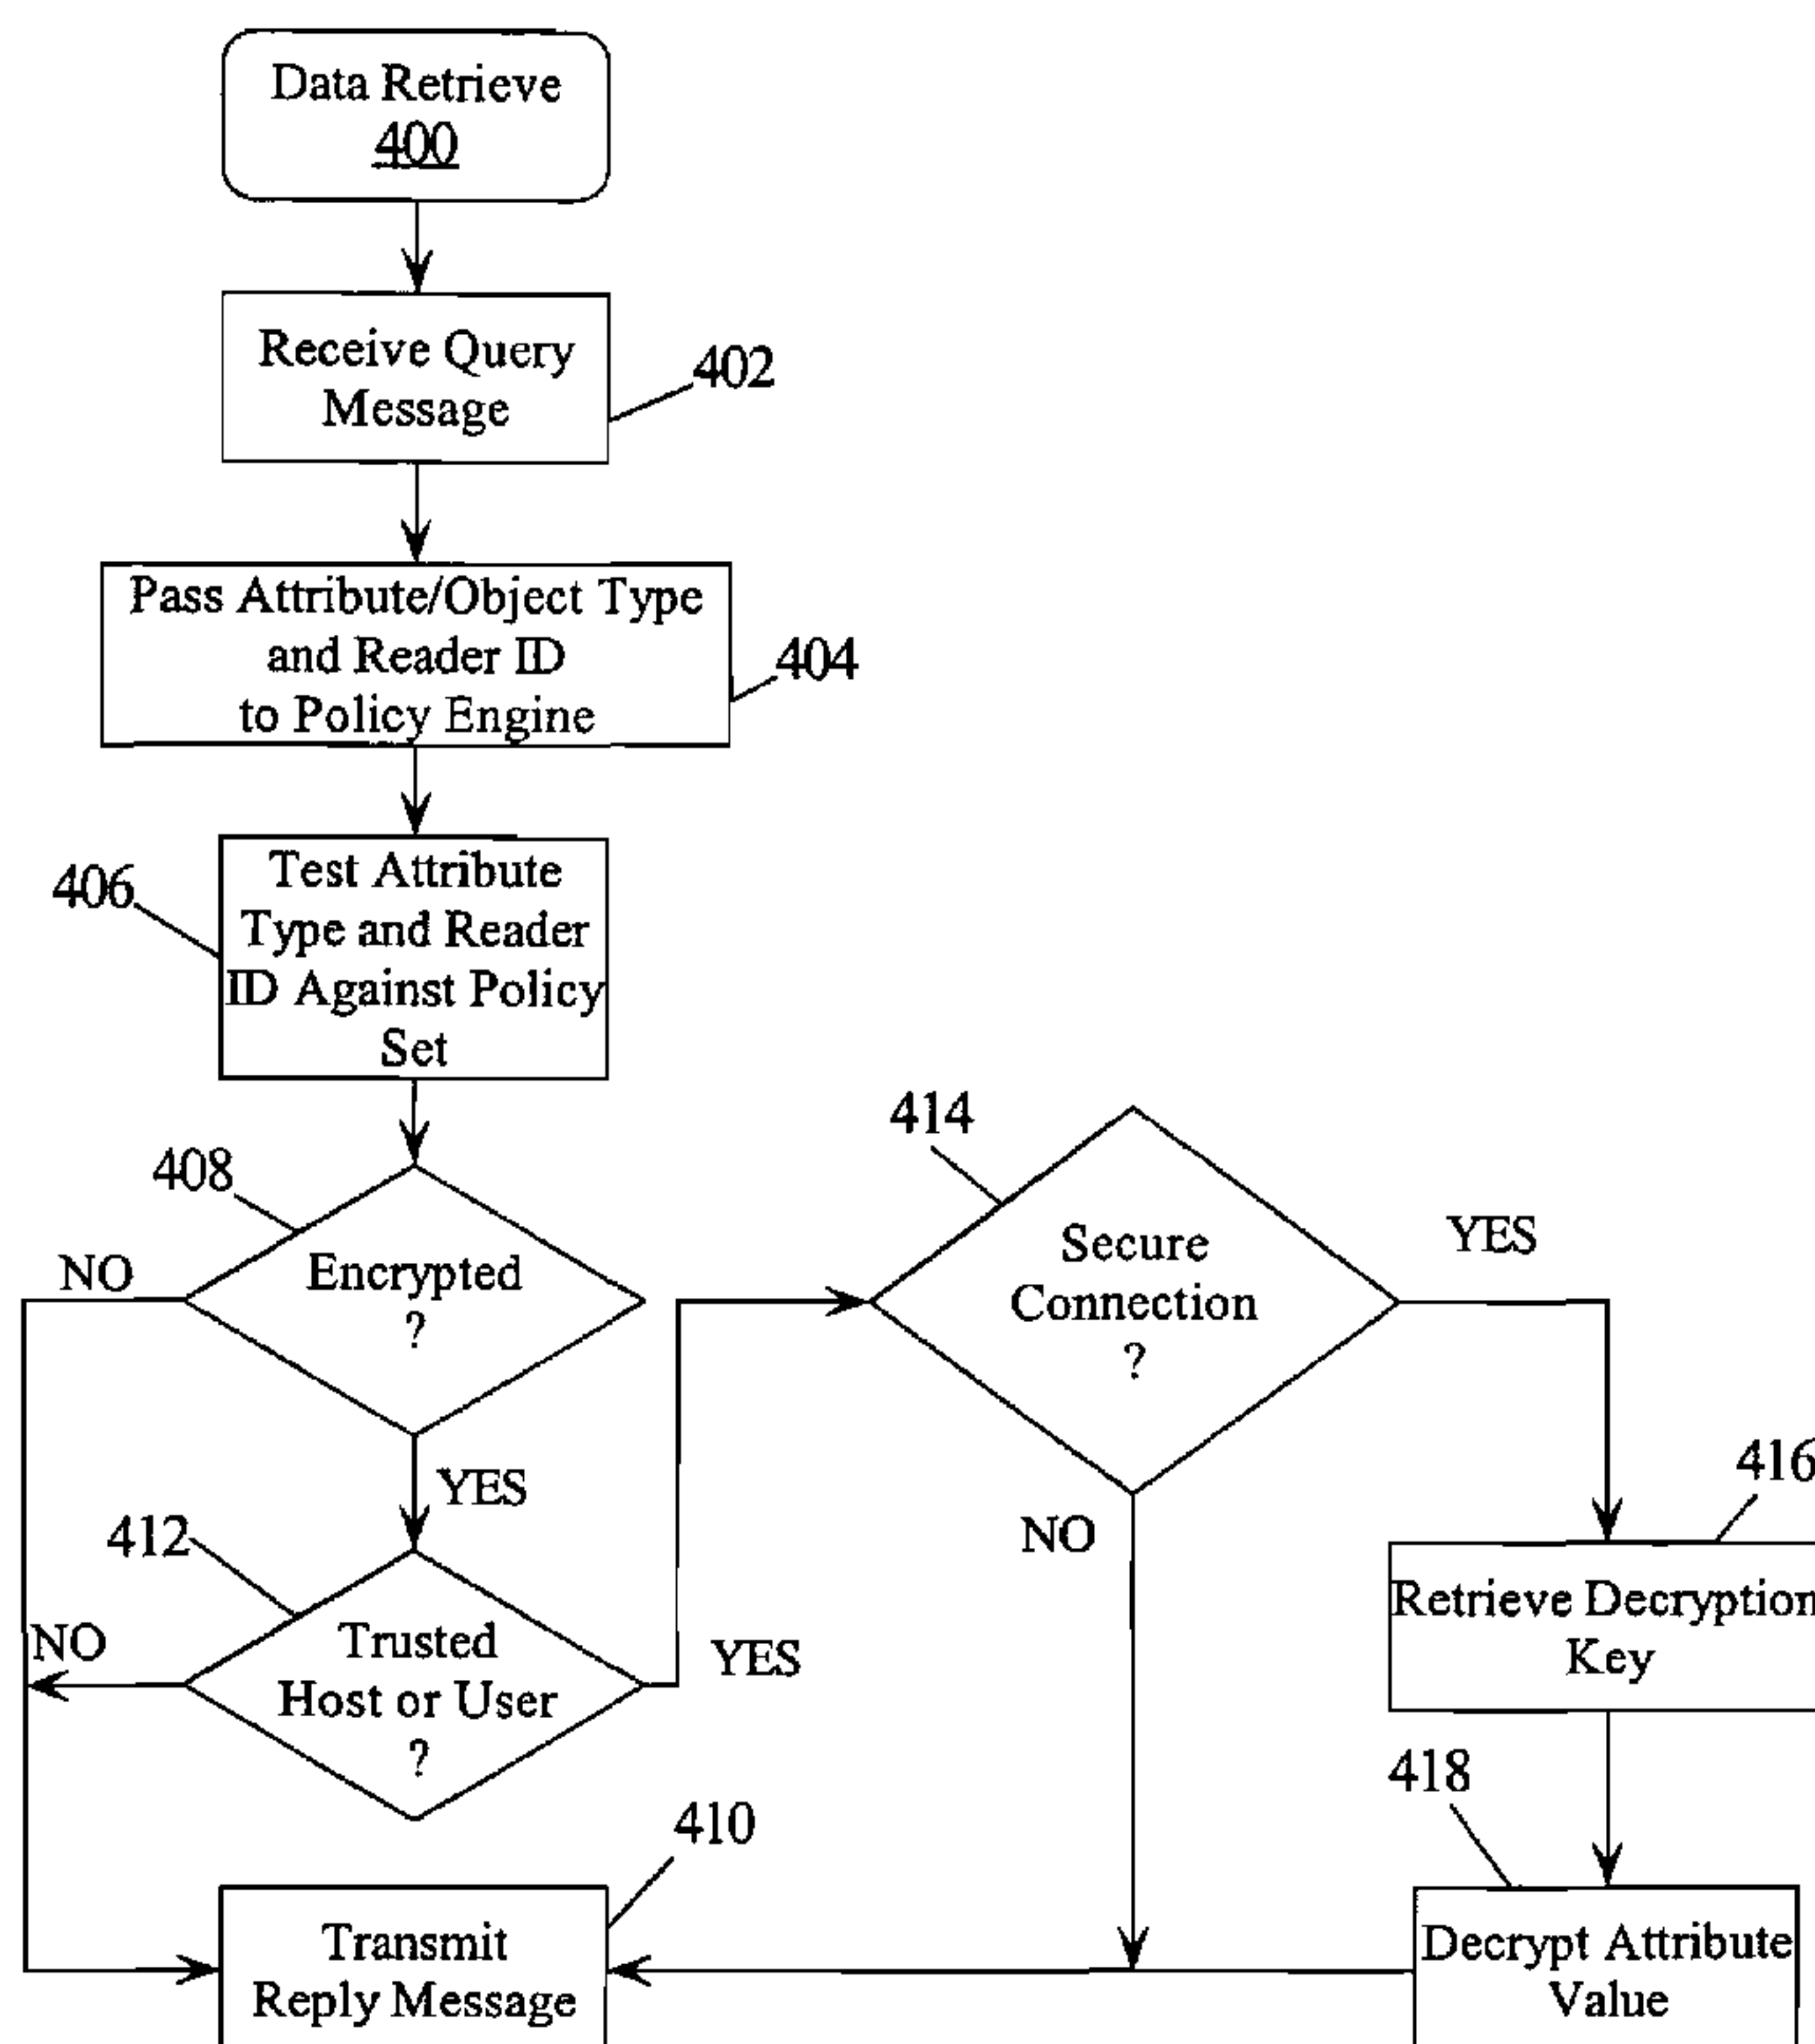 Data Retrieve
400
Receive Query
Message
402
Pass Attribute/Object Type
and Reader ID
to Policy Engine
404
406
Test Attribute
Type and Reader
ID Against Policy
Set
408
Encrypted
?
NO
YES
414
Secure
Connection
?
YES
NO
412
Trusted
Host or User
?
NO
YES
416
Retrieve Decryption
Key
418
Decrypt Attribute
Value
410
Transmit
Reply Message